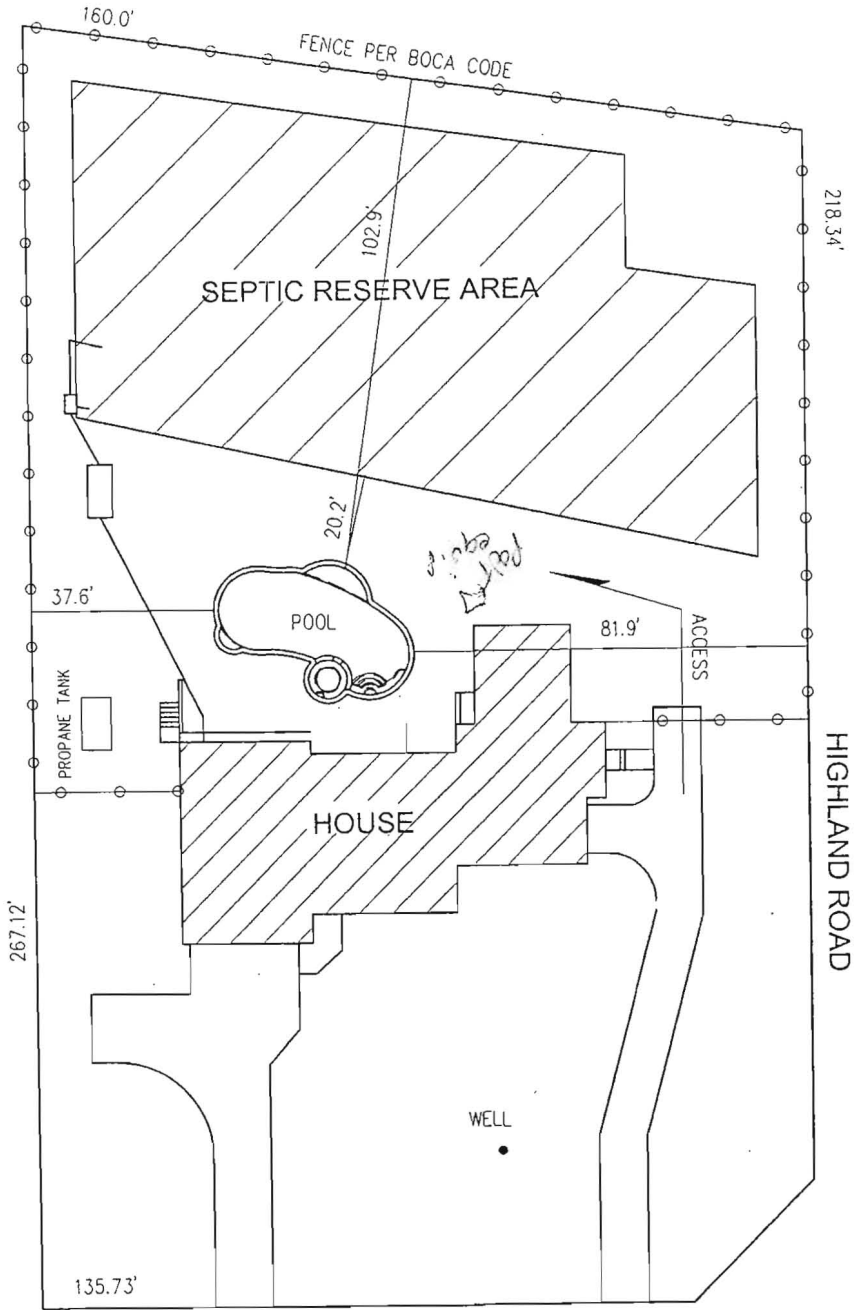 160.0'
FENCE PER BOCA CODE
218.34'
102.9'
SEPTIC RESERVE AREA
20.2'
37.6'
POOL
81.9'
ACCESS
PROPANE TANK
HIGHLAND ROAD
HOUSE
267.12'
WELL
135.73'